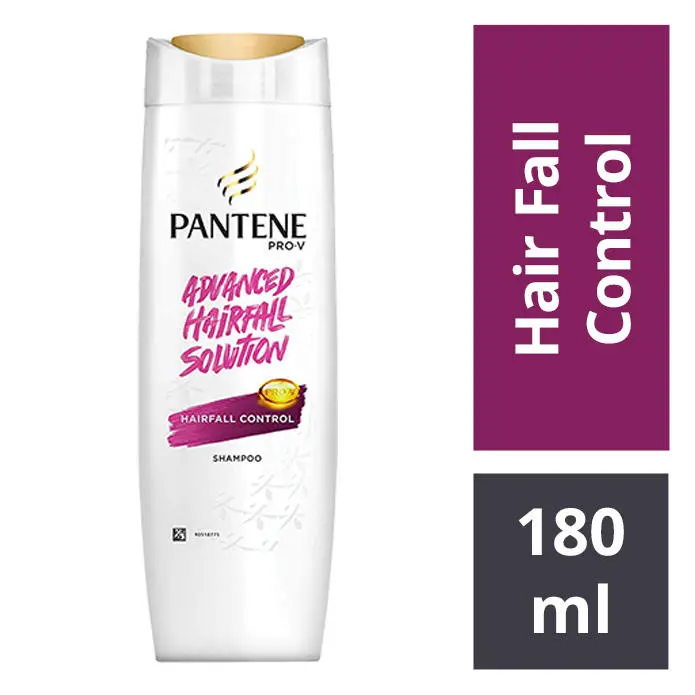 PANTENE
PRO-V
ADVANCED
HAIRFALL
SOLUTION
PRO-V
HAIRFALL CONTROL
SHAMPOO
Hair Fall
Control
180
ml